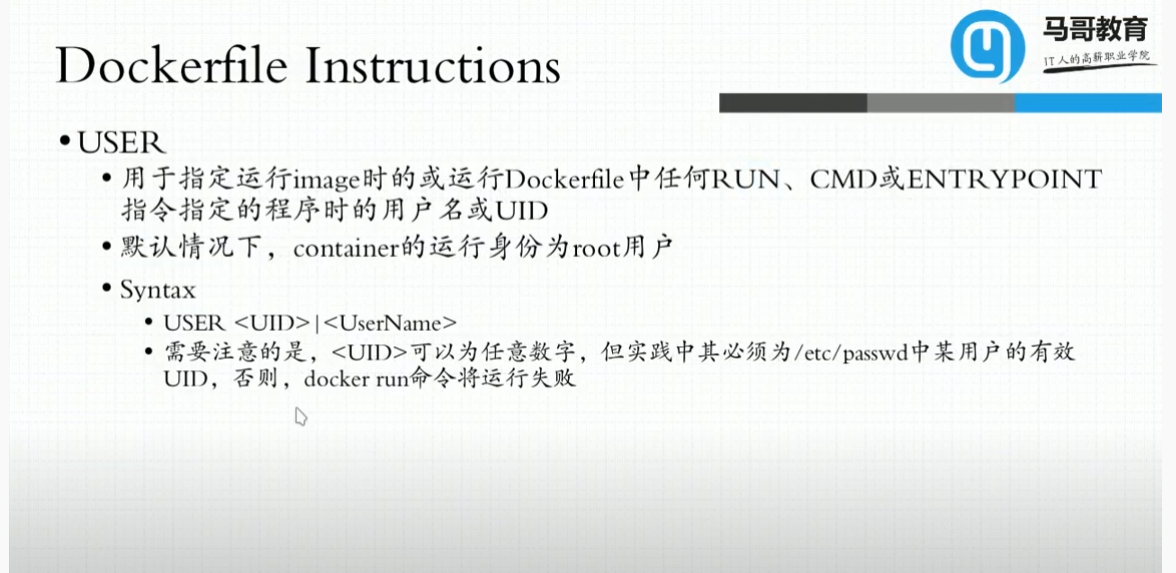 马哥教育
IT人的高薪职业学院
Dockerfile Instructions
•USER
• 用于指定运行image时的或运行Dockerfile中任何RUN、CMD或ENTRYPOINT
指令指定的程序时的用户名或UID
• 默认情况下，container的运行身份为root用户
• Syntax
• USER <UID>|<UserName>
• 需要注意的是，<UID>可以为任意数字，但实践中其必须为/etc/passwd中某用户的有效
UID，否则，docker run命令将运行失败